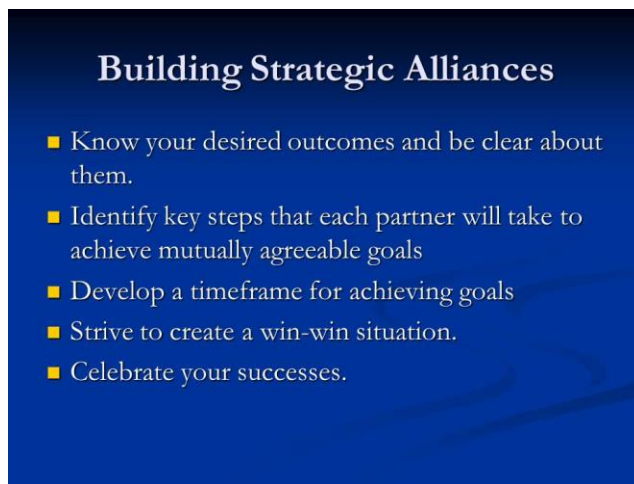 Building Strategic Alliances
Know your desired outcomes and be clear about
them.
Identify key steps that each partner will take to
achieve mutually agreeable goals
Develop a timeframe for achieving goals
Strive to create a win-win situation.
Celebrate your successes.